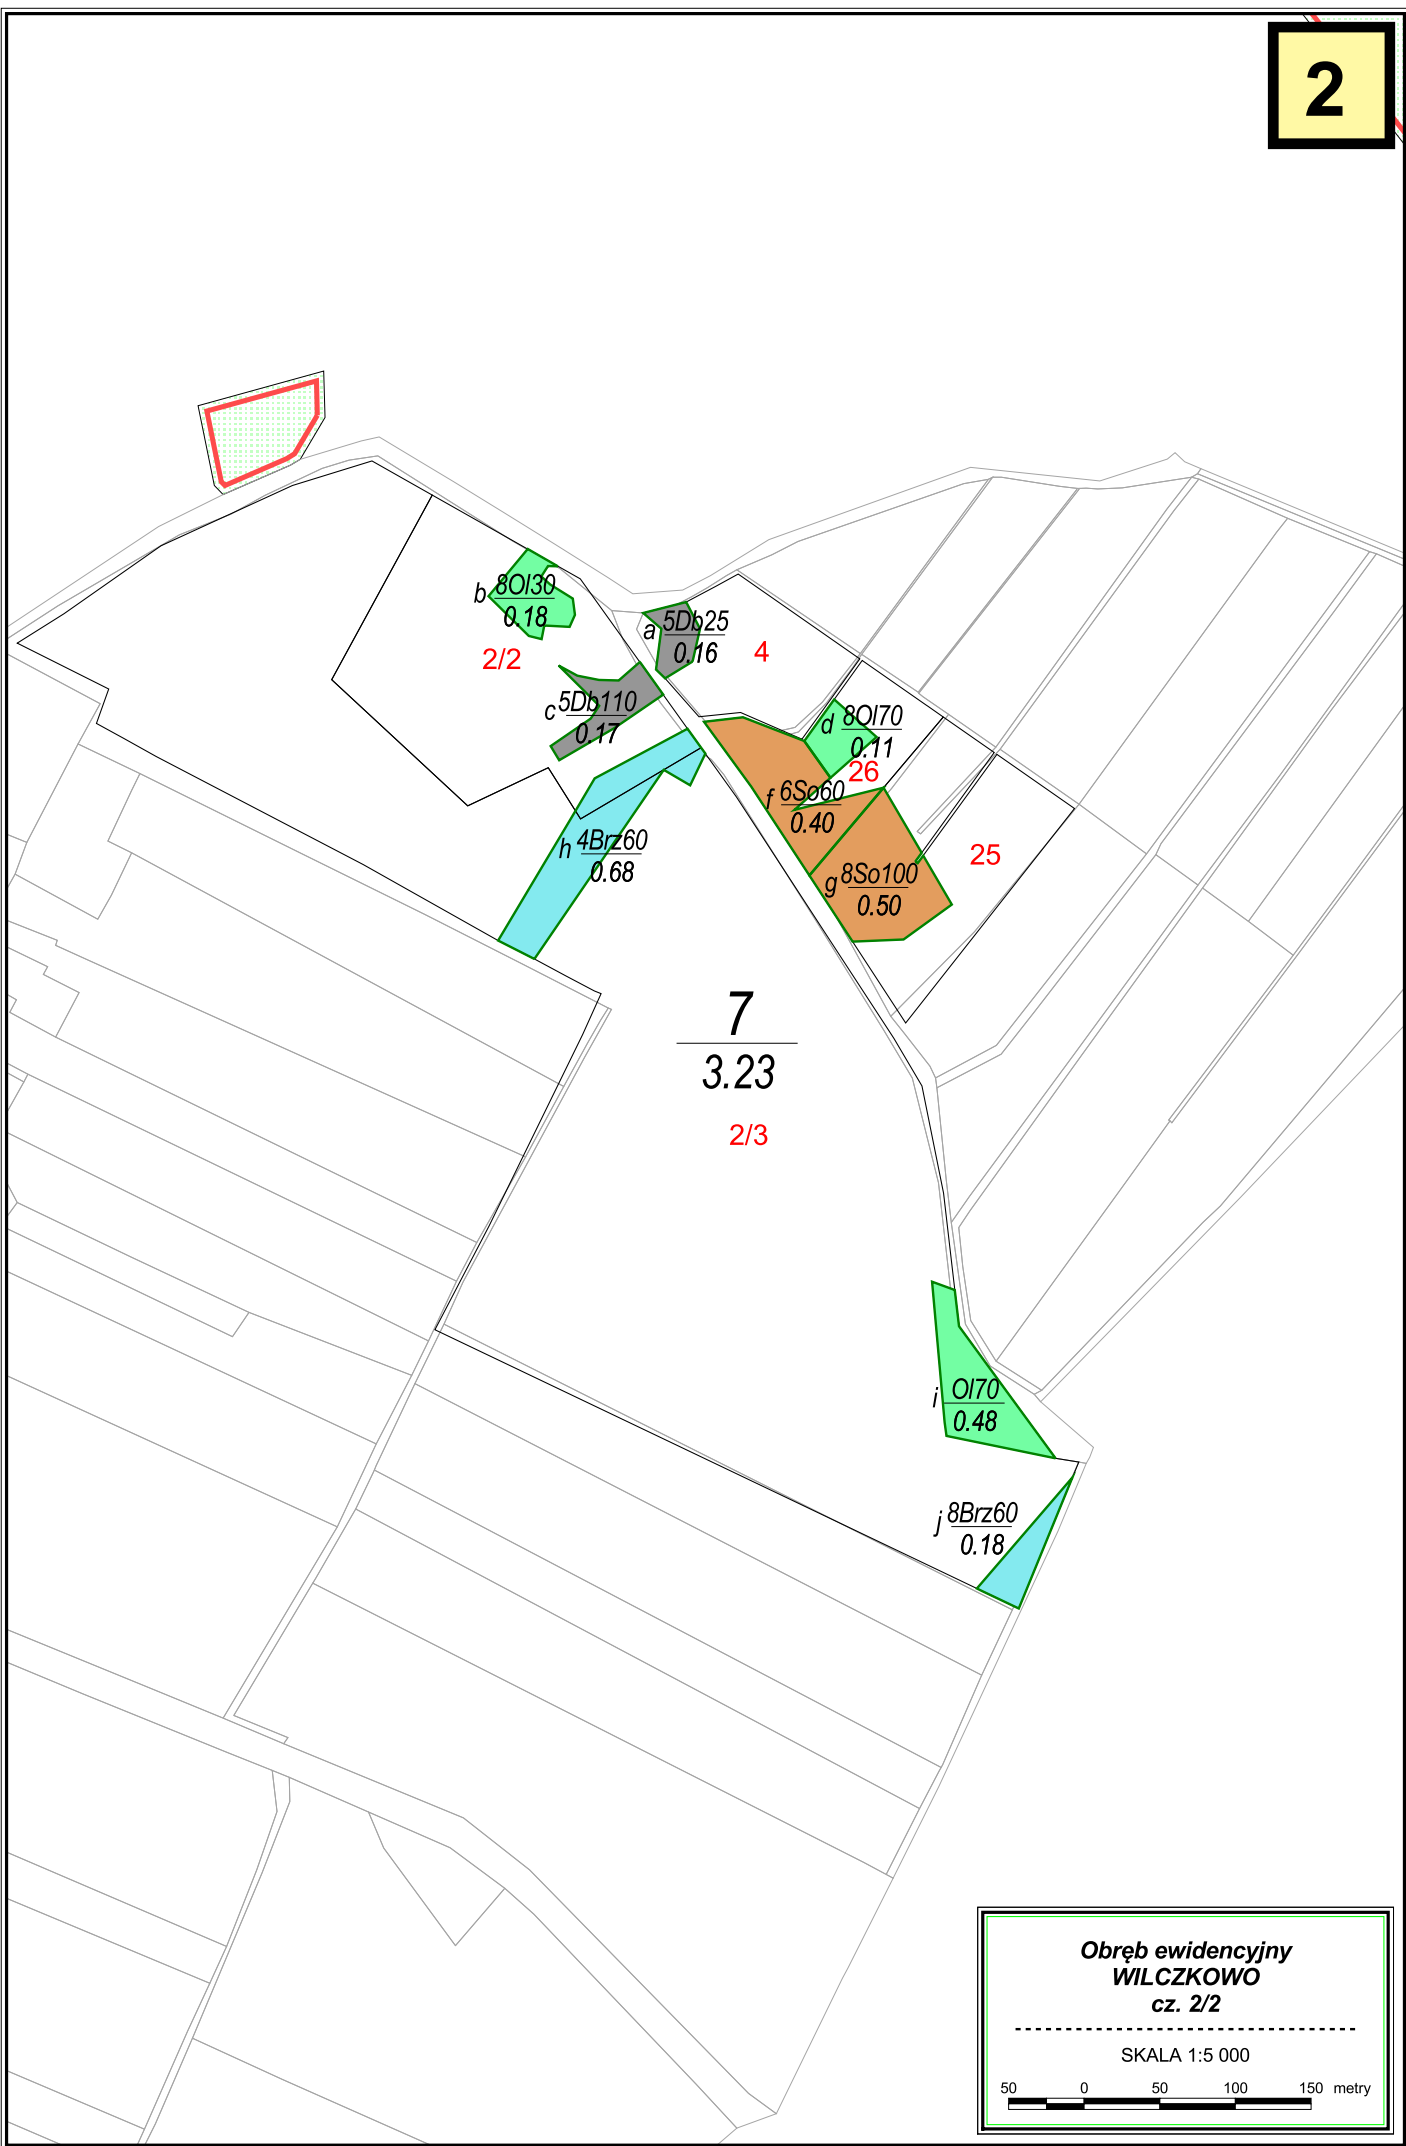 2
b 8Ol30
0.18
2/2
a 5Db25
0.16
4
c 5Db110
0.17
d 8Ol70
0.11
26
f 6So60
0.40
h 4Brz60
0.68
25
g 8So100
0.50
7
3.23
2/3
i Ol70
0.48
j 8Brz60
0.18
Obręb ewidencyjny
WILCZKOWO
cz. 2/2
SKALA 1:5 000
50 0 50 100 150 metry